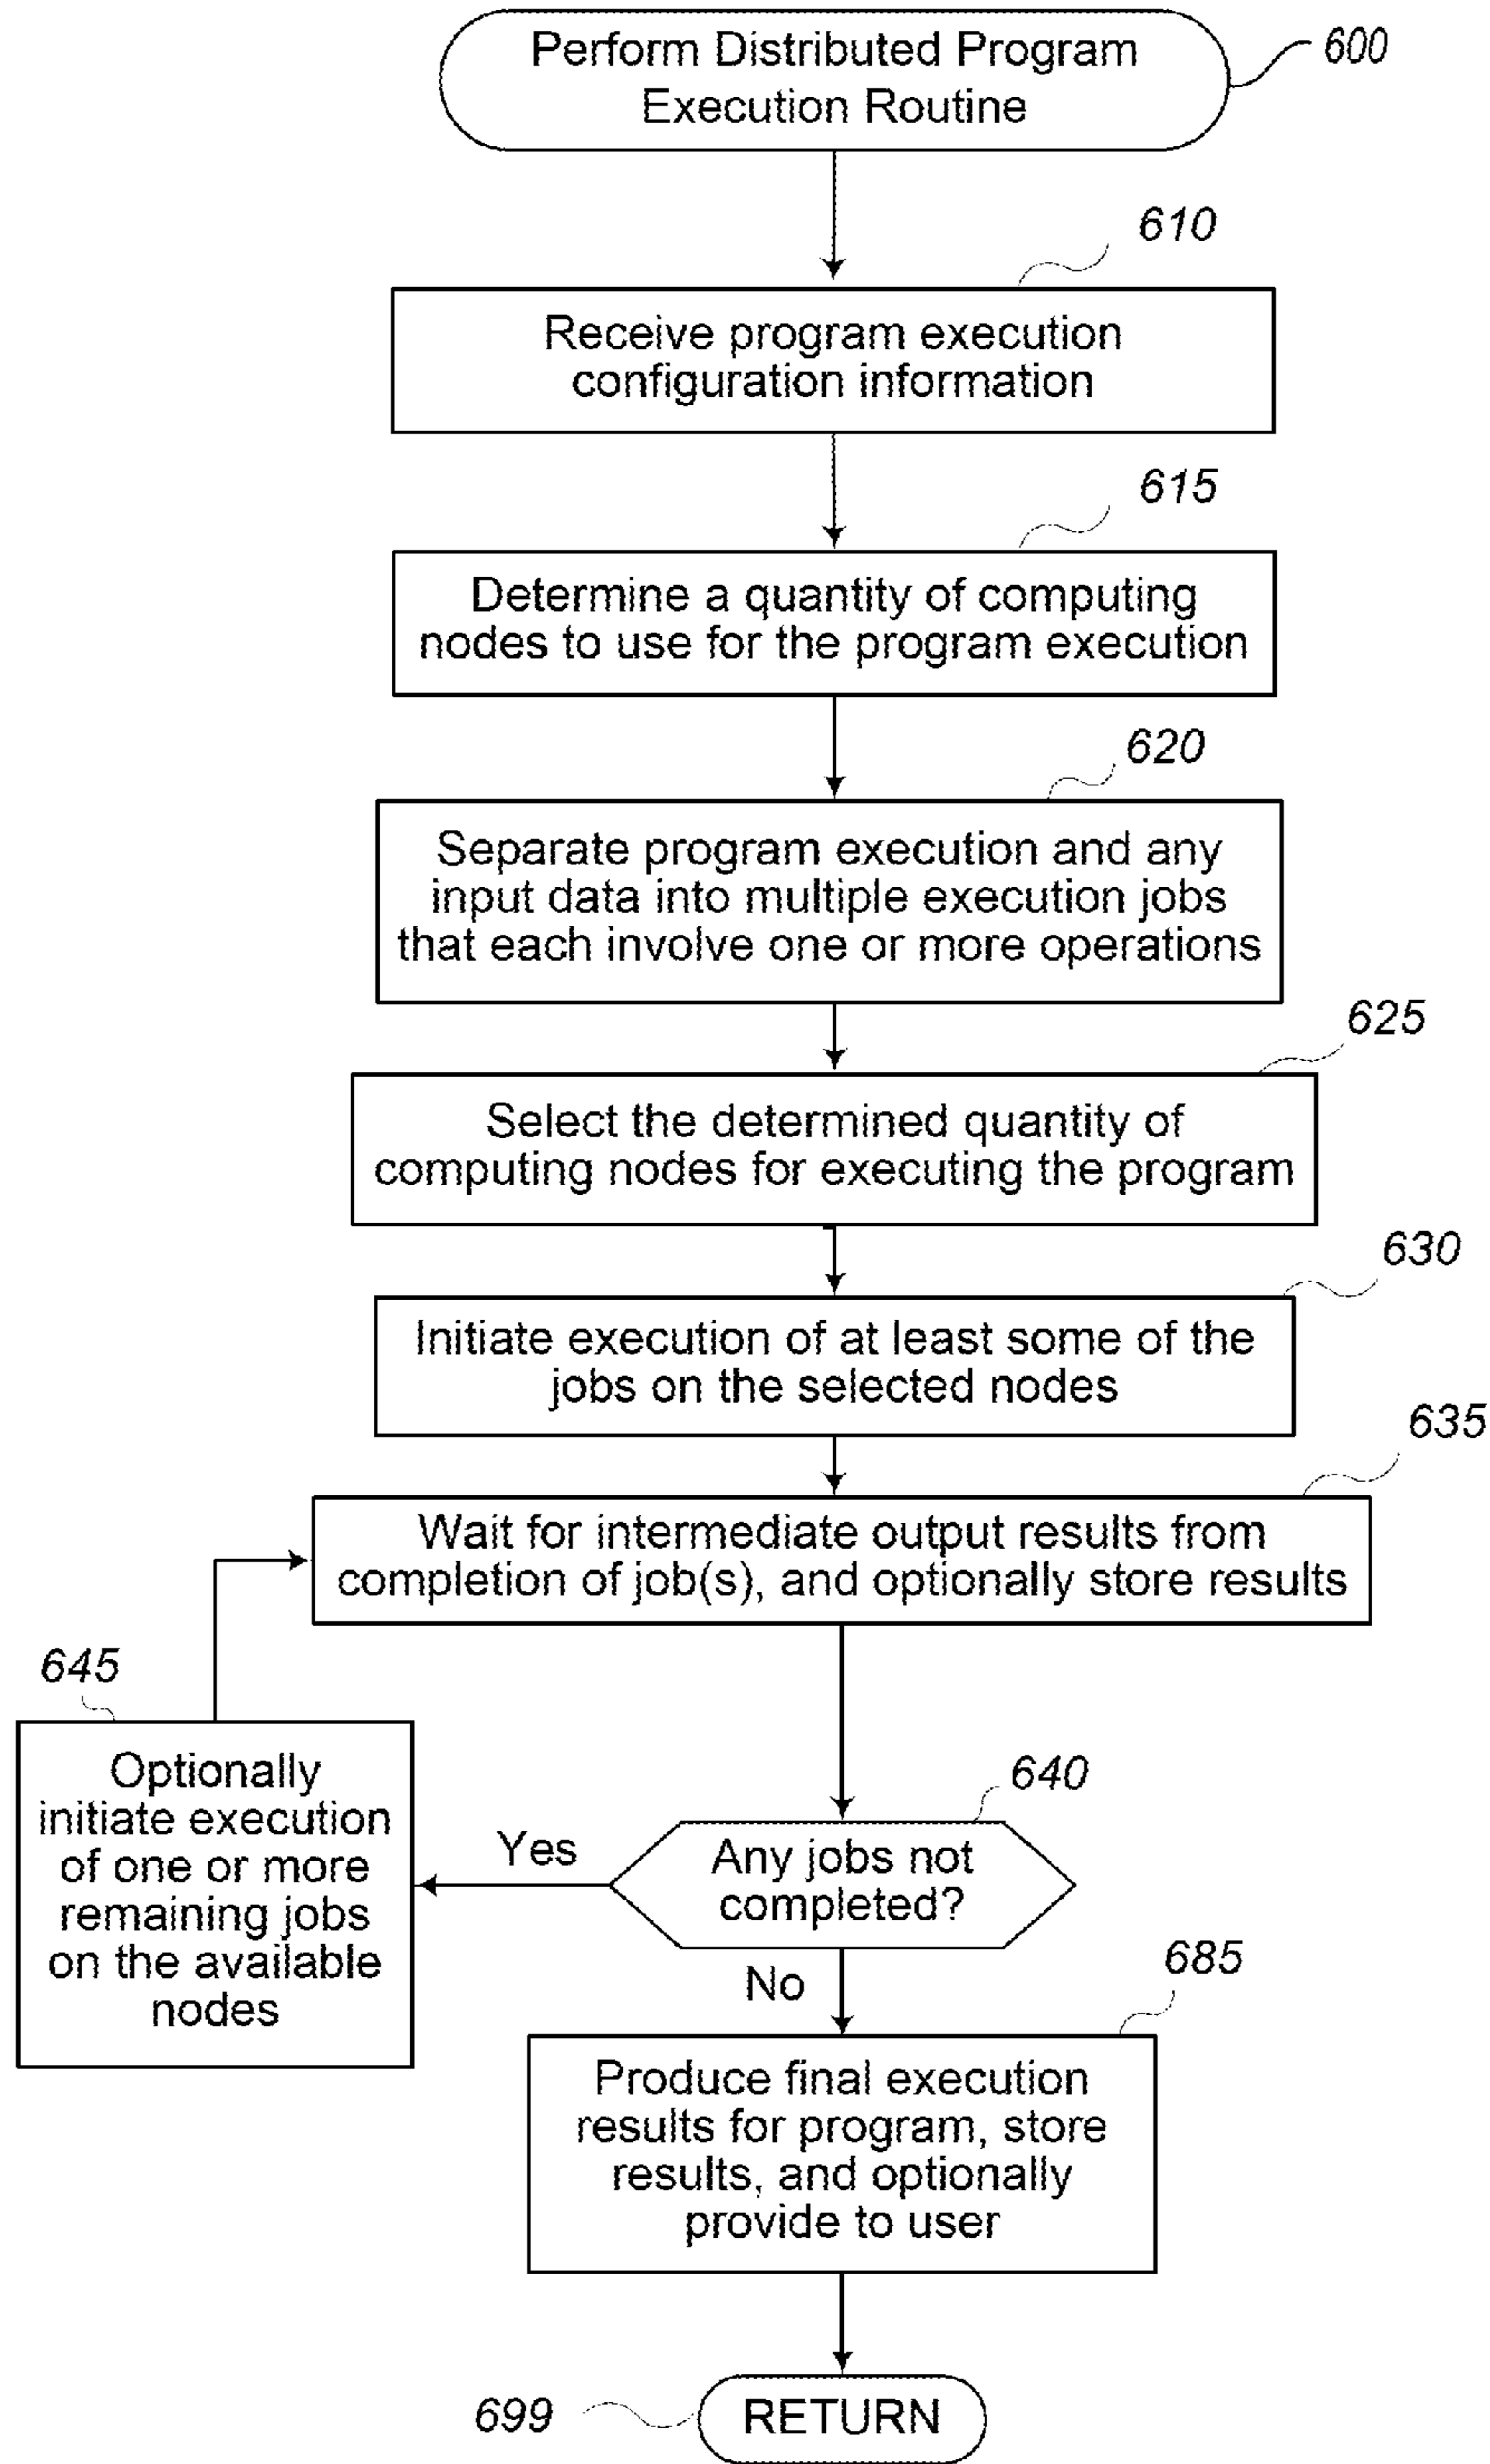 Perform Distributed Program
Execution Routine
600
610
Receive program execution
configuration information
615
Determine a quantity of computing
nodes to use for the program execution
620
Separate program execution and any
input data into multiple execution jobs
that each involve one or more operations
625
Select the determined quantity of
computing nodes for executing the program
630
Initiate execution of at least some of the
jobs on the selected nodes
635
Wait for intermediate output results from
completion of job(s), and optionally store results
645
Optionally
initiate execution
of one or more
remaining jobs
on the available
nodes
Yes
640
Any jobs not
completed?
No
685
Produce final execution
results for program, store
results, and optionally
provide to user
699
RETURN